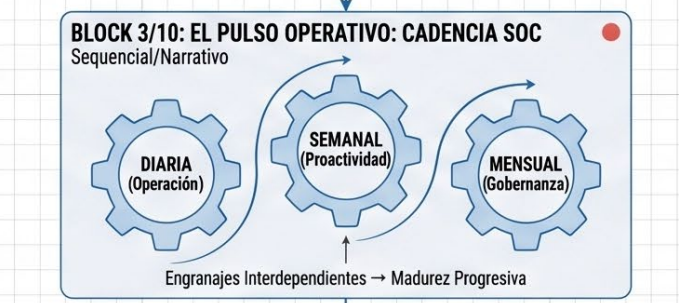 BLOCK 3/10: EL PULSO OPERATIVO: CADENCIA SOC
Sequencial/Narrativo
DIARIA
(Operación)
SEMANAL
(Proactividad)
MENSUAL
(Gobernanza)
Engranajes Interdependientes → Madurez Progresiva